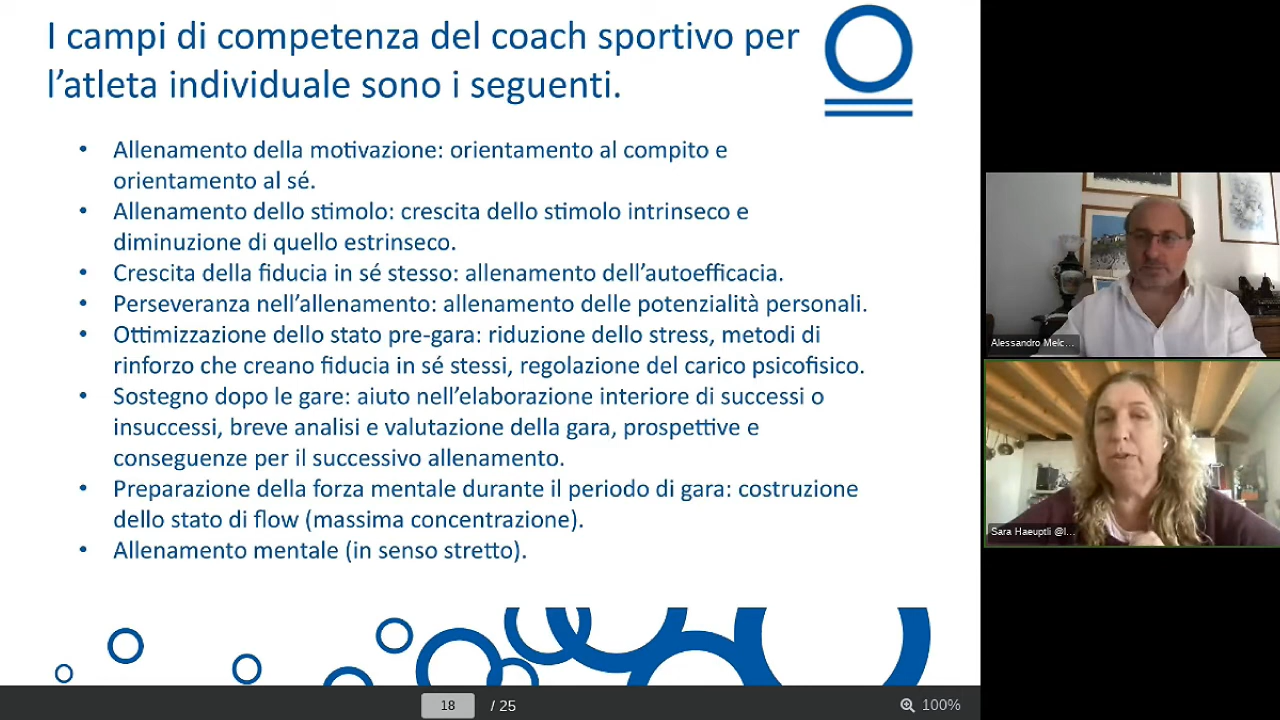 I campi di competenza del coach sportivo per
l’atleta individuale sono i seguenti.
• Allenamento della motivazione: orientamento al compito e
orientamento al sé.
• Allenamento dello stimolo: crescita dello stimolo intrinseco e
diminuzione di quello estrinseco.
• Crescita della fiducia in sé stesso: allenamento dell’autoefficacia.
• Perseveranza nell’allenamento: allenamento delle potenzialità personali.
• Ottimizzazione dello stato pre-gara: riduzione dello stress, metodi di
rinforzo che creano fiducia in sé stessi, regolazione del carico psicofisico.
• Sostegno dopo le gare: aiuto nell’elaborazione interiore di successi o
insuccessi, breve analisi e valutazione della gara, prospettive e
conseguenze per il successivo allenamento.
• Preparazione della forza mentale durante il periodo di gara: costruzione
dello stato di flow (massima concentrazione).
• Allenamento mentale (in senso stretto).
Alessandro Melc...
Sara Haeuptli @l...
18 / 25
100%